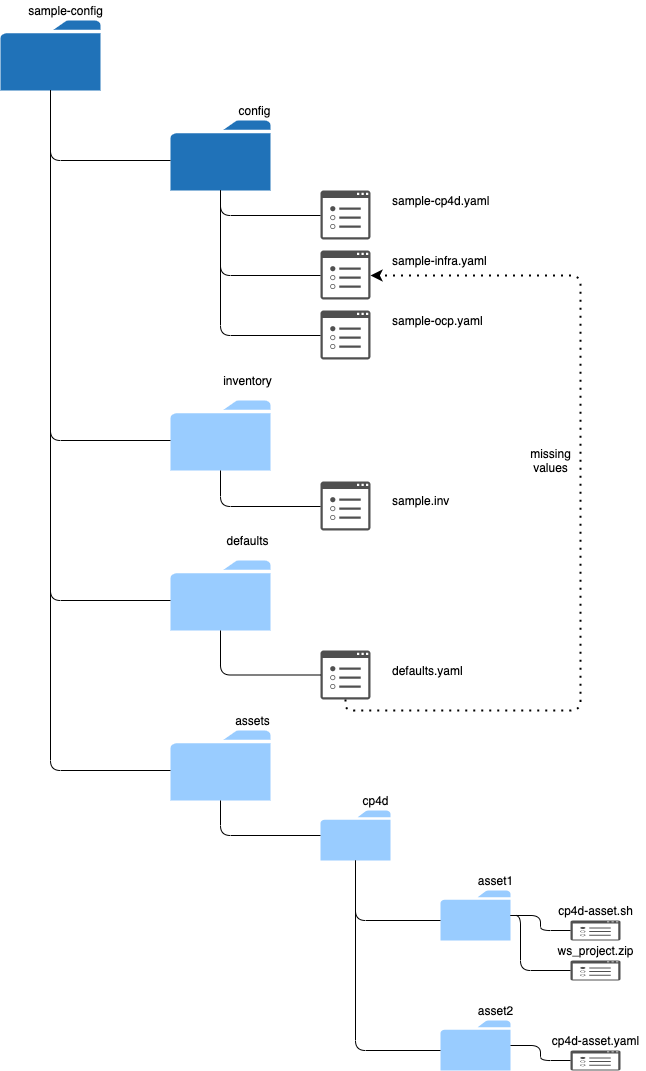 sample-config
config
sample-cp4d.yaml
sample-infra.yaml
sample-ocp.yaml
inventory
missing
values
sample.inv
defaults
defaults.yaml
assets
cp4d
asset1
cp4d-asset.sh
ws_project.zip
asset2
cp4d-asset.yaml